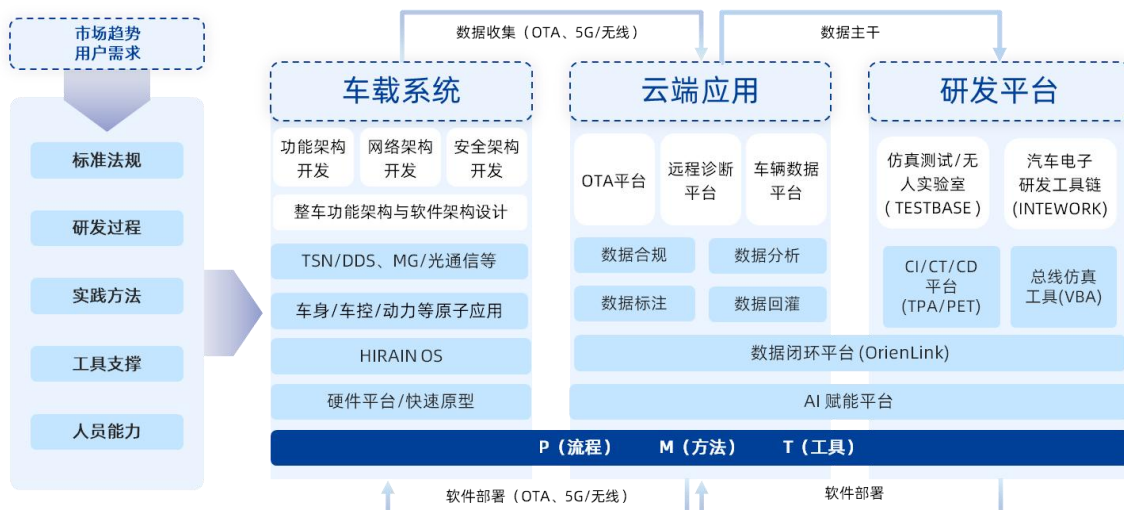 市场趋势
用户需求
标准法规
研发过程
实践方法
工具支撑
人员能力
数据收集（OTA、5G/无线）
数据主干
车载系统
功能架构
开发
网络架构
开发
安全架构
开发
整车功能架构与软件架构设计
TSN/DDS、MG/光通信等
车身/车控/动力等原子应用
HIRAIN OS
硬件平台/快速原型
云端应用
OTA平台
远程诊断
平台
车辆数据
平台
数据合规
数据分析
数据标注
数据回灌
研发平台
仿真测试/无
人实验室
( TESTBASE )
汽车电子
研发工具链
(INTEWORK)
CI/CT/CD
平台
(TPA/PET)
总线仿真
工具(VBA)
数据闭环平台 (OrienLink)
AI 赋能平台
P（流程） M（方法） T（工具）
软件部署（OTA、5G/无线）
软件部署